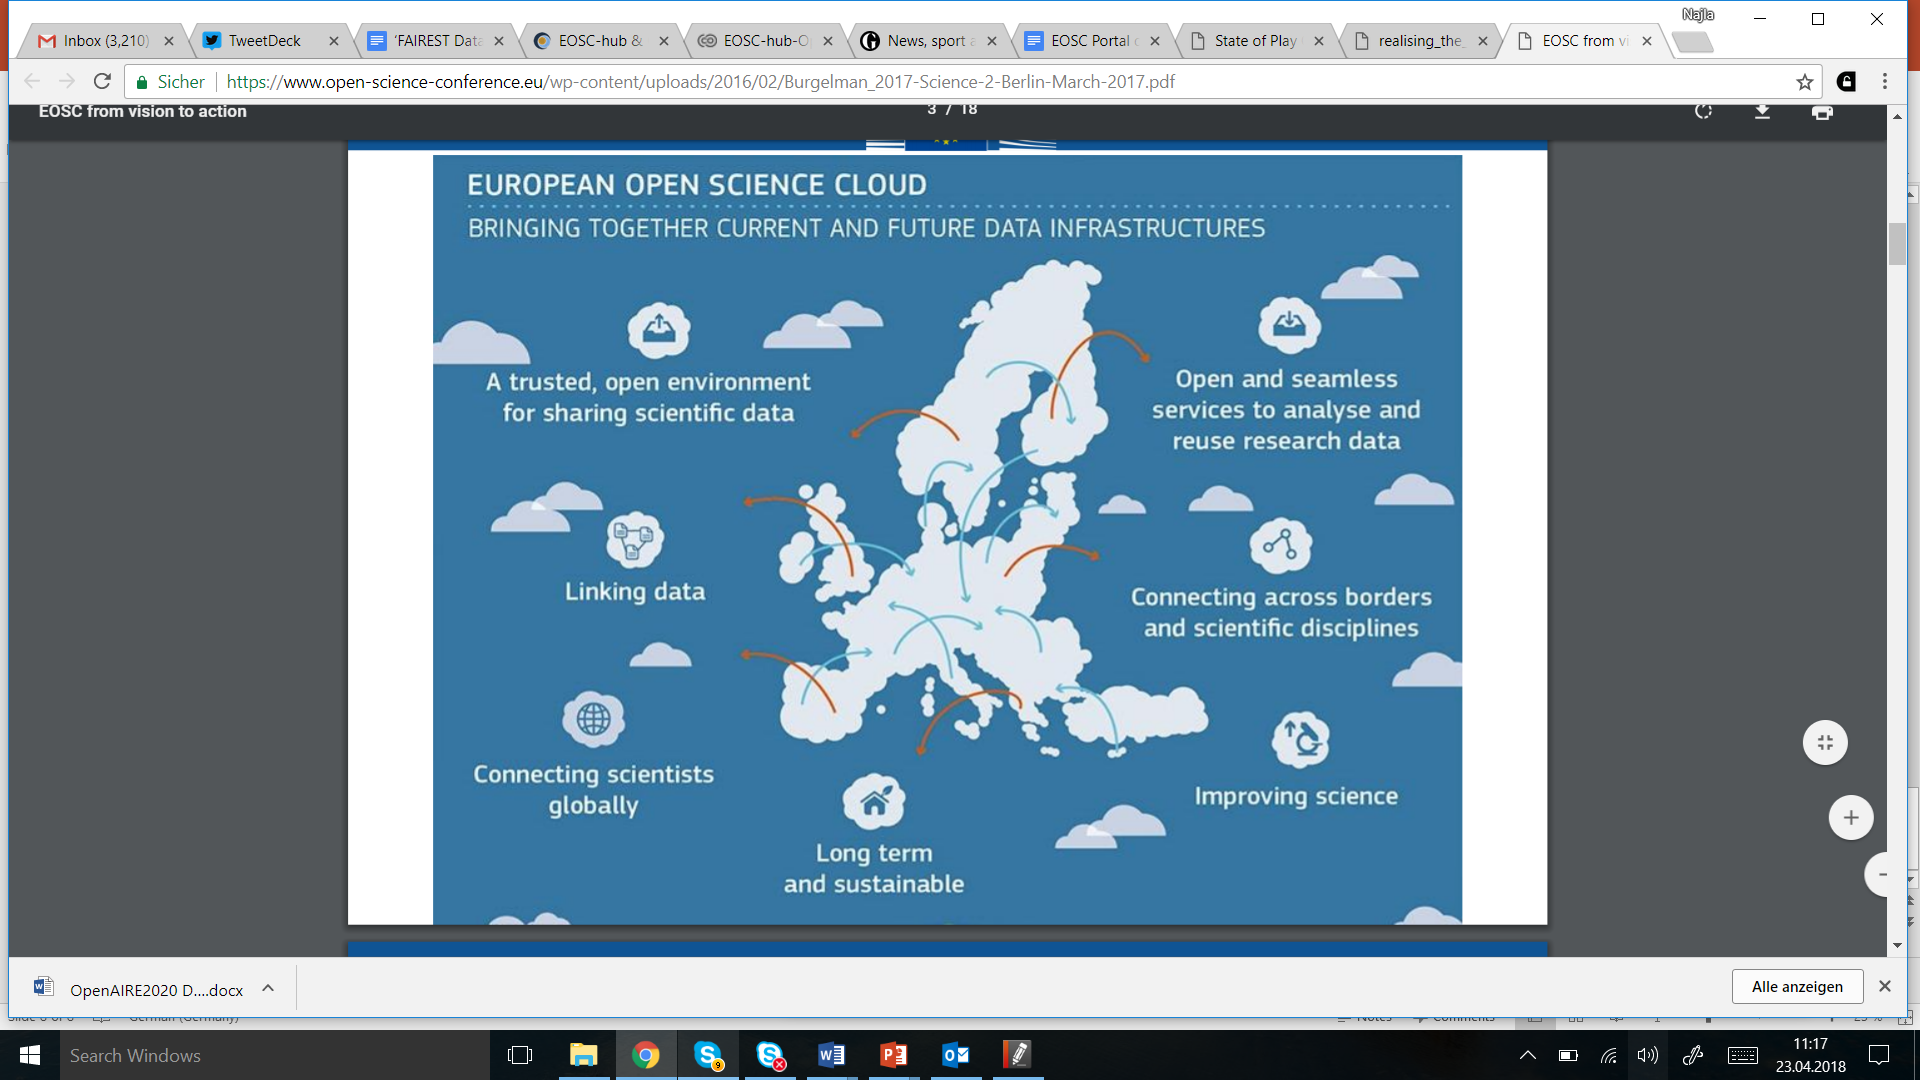 Najla
Inbox (3,210)
TweetDeck
'FAIREST Data
EOSC-hub &
EOSC-hub-O
News, sport a
EOSC Portal
State of Play
realising_the_
EOSC from vi
Sicher
https://www.open-science-conference.eu/wp-content/uploads/2016/02/Burgelman_2017-Science-2-Berlin-March-2017.pdf
EOSC from vision to action
3 / 18
EUROPEAN OPEN SCIENCE CLOUD
BRINGING TOGETHER CURRENT AND FUTURE DATA INFRASTRUCTURES
A trusted, open environment
for sharing scientific data
Open and seamless
services to analyse and
reuse research data
Linking data
Connecting across borders
and scientific disciplines
Connecting scientists
globally
Improving science
Long term
and sustainable
OpenAIRE2020 D....docx
Alle anzeigen
Search Windows
9
11:17
23.04.2018